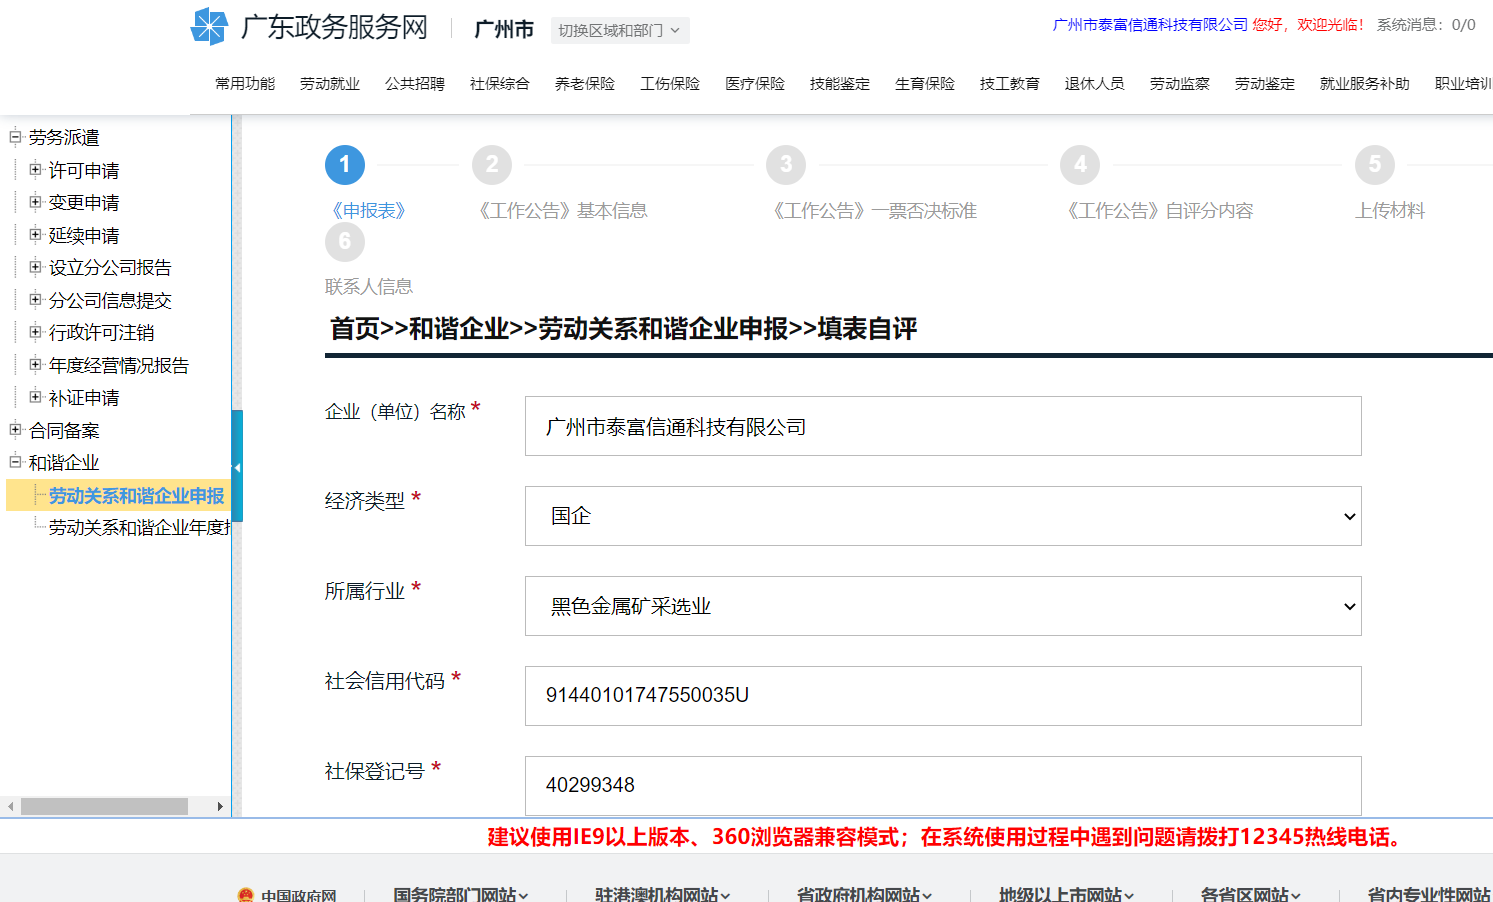 广东政务服务网 广州市 切换区域和部门 广州市泰富信通科技有限公司 您好，欢迎光临！ 系统消息：0/0
常用功能 劳动就业 公共招聘 社保综合 养老保险 工伤保险 医疗保险 技能鉴定 生育保险 技工教育 退休人员 劳动监察 劳动鉴定 就业服务补助 职业培训
劳务派遣
许可申请
变更申请
延续申请
设立分公司报告
分公司信息提交
行政许可注销
年度经营情况报告
补证申请
合同备案
和谐企业
劳动关系和谐企业申报
劳动关系和谐企业年度报
1 2 3 4 5
《申报表》 《工作公告》基本信息 《工作公告》一票否决标准 《工作公告》自评分内容 上传材料
6
联系人信息
首页>>和谐企业>>劳动关系和谐企业申报>>填表自评
企业（单位）名称 * 广州市泰富信通科技有限公司
经济类型 * 国企
所属行业 * 黑色金属矿采选业
社会信用代码 * 91440101747550035U
社保登记号 * 40299348
建议使用IE9以上版本、360浏览器兼容模式；在系统使用过程中遇到问题请拨打12345热线电话。
中国政府网 国务院部门网站 驻港澳机构网站 省政府机构网站 地级以上市网站 各省区网站 省内专业性网站